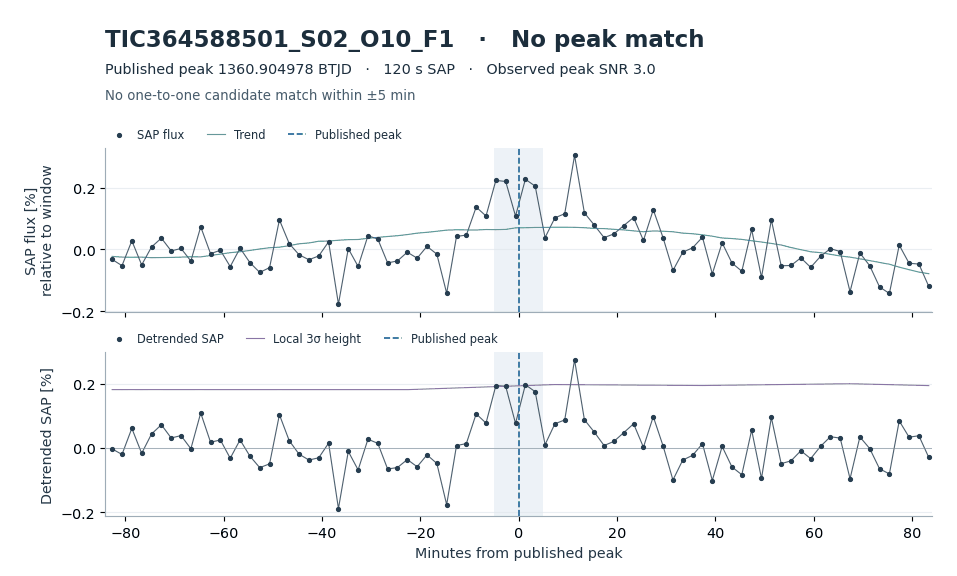 TIC364588501_S02_O10_F1 · No peak match
Published peak 1360.904978 BTJD · 120 s SAP · Observed peak SNR 3.0
No one-to-one candidate match within ±5 min
SAP flux Trend Published peak
SAP flux [%]
relative to window
0.2
0.0
−0.2
Detrended SAP Local 3σ height Published peak
Detrended SAP [%]
0.2
0.0
−0.2
−80 −60 −40 −20 0 20 40 60 80
Minutes from published peak